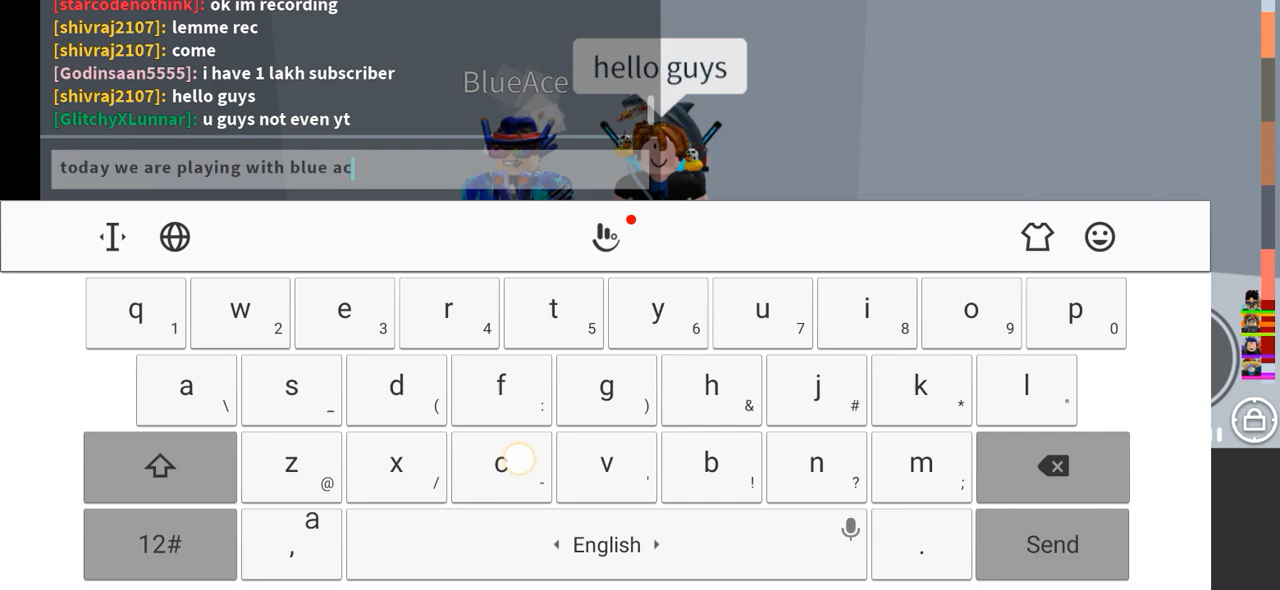 [starcodenothink]: ok im recording
[shivraj2107]: lemme rec
[shivraj2107]: come
[Godinsaan5555]: i have 1 lakh subscriber
[shivraj2107]: hello guys
[GlitchyXLunnar]: u guys not even yt
BlueAce
hello guys
today we are playing with blue ac
q 1 w 2 e 3 r 4 t 5 y 6 u 7 i 8 o 9 p 0
a \ s _ d ( f : g ) h & j # k * l "
z @ x / c - v ' b ! n ? m ;
12# a , English . Send